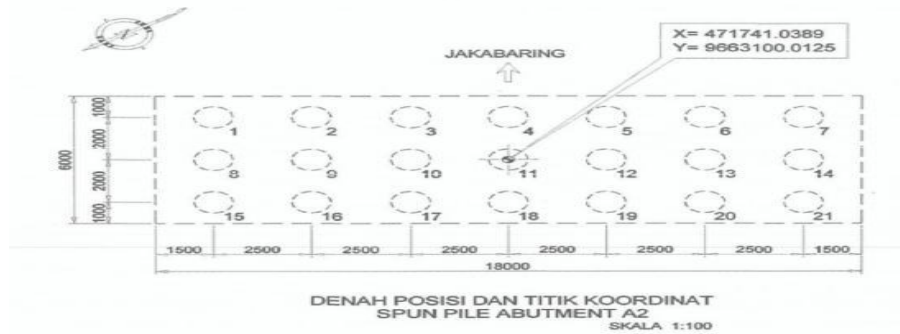 N
X= 471741.0389
Y= 9663100.0125
JAKABARING
1 2 3 4 5 6 7
8 9 10 11 12 13 14
15 16 17 18 19 20 21
1000
2000
2000
1000
6000
1500 2500 2500 2500 2500 2500 2500 1500
18000
DENAH POSISI DAN TITIK KOORDINAT
SPUN PILE ABUTMENT A2
SKALA 1:100